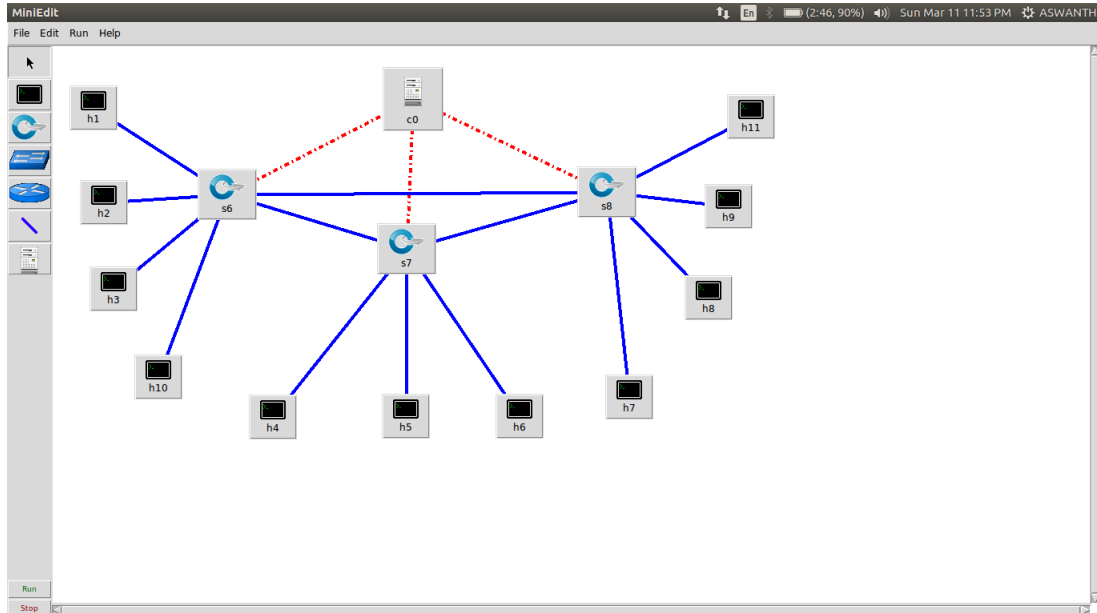 MiniEdit
En
(2:46, 90%)
Sun Mar 11 11:53 PM
ASWANTH
File Edit Run Help
h1
c0
h11
h2
s6
s8
h9
s7
h3
h8
h10
h4
h5
h6
h7
Run
Stop